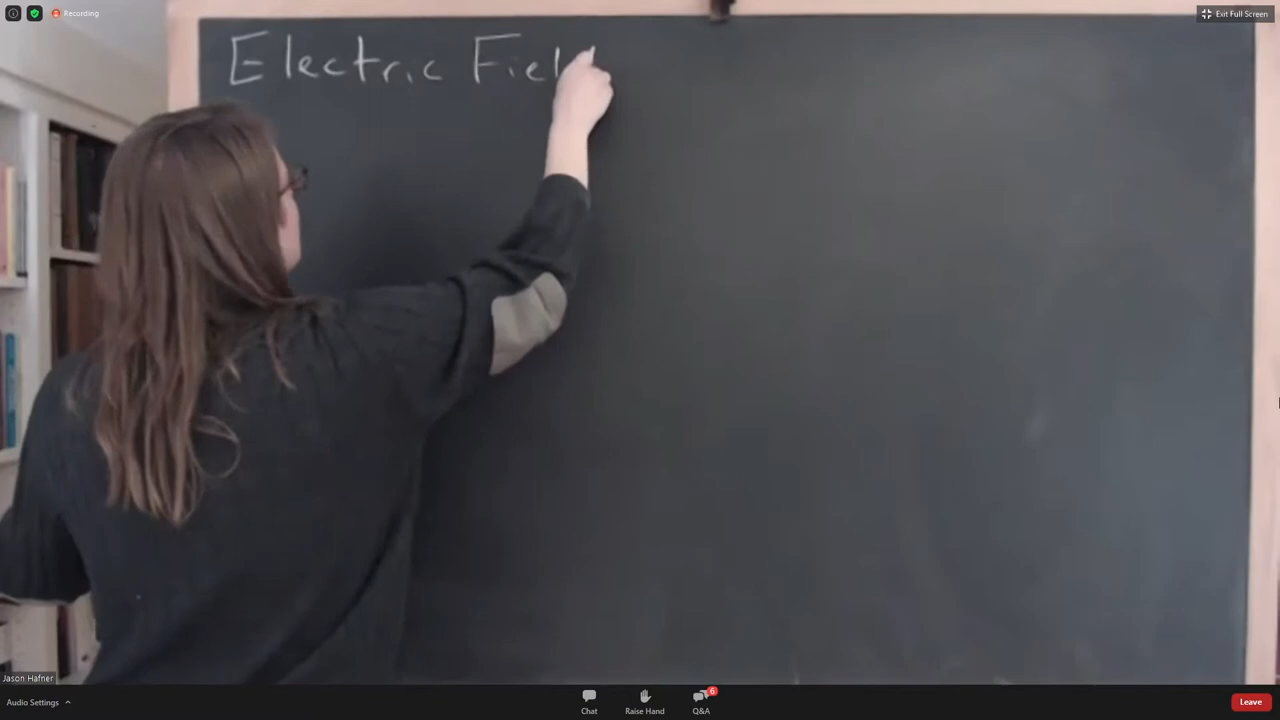 Recording
Exit Full Screen
Electric Fiel
Jason Hafner
Audio Settings
Chat
Raise Hand
6
Q&A
Leave